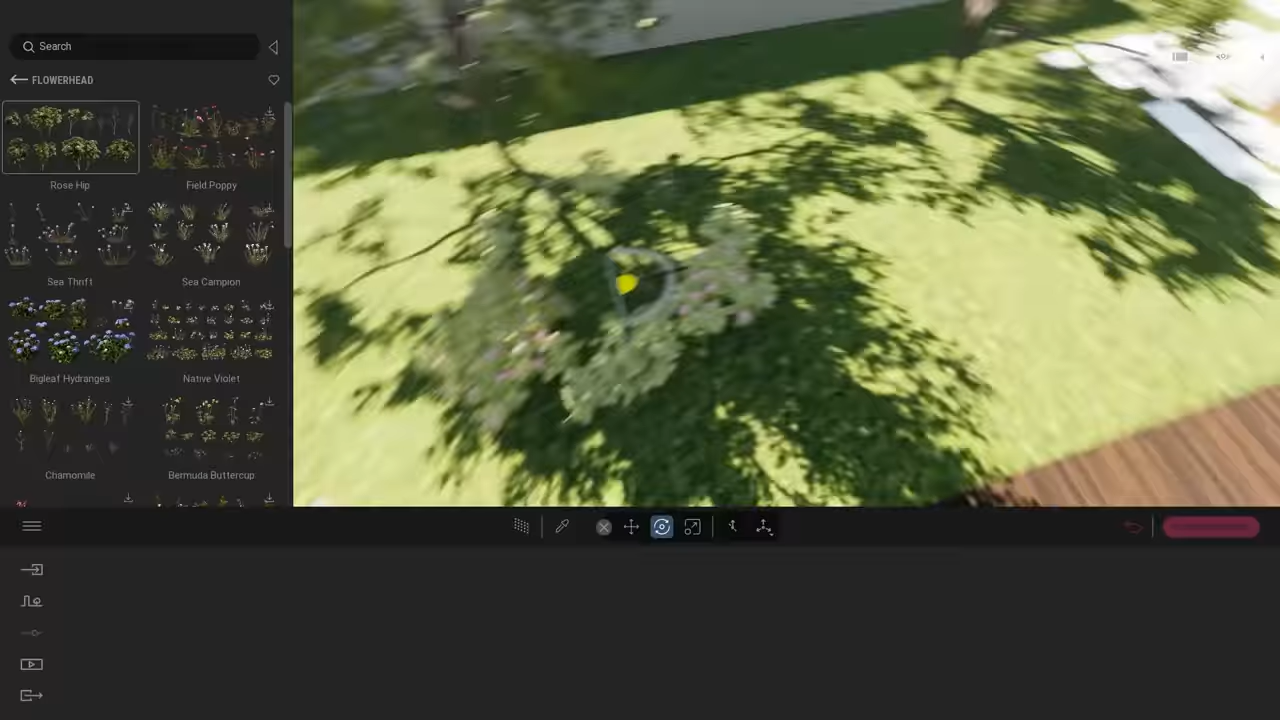 Search
FLOWERHEAD
Rose Hip
Field Poppy
Sea Thrift
Sea Campion
Bigleaf Hydrangea
Native Violet
Chamomile
Bermuda Buttercup